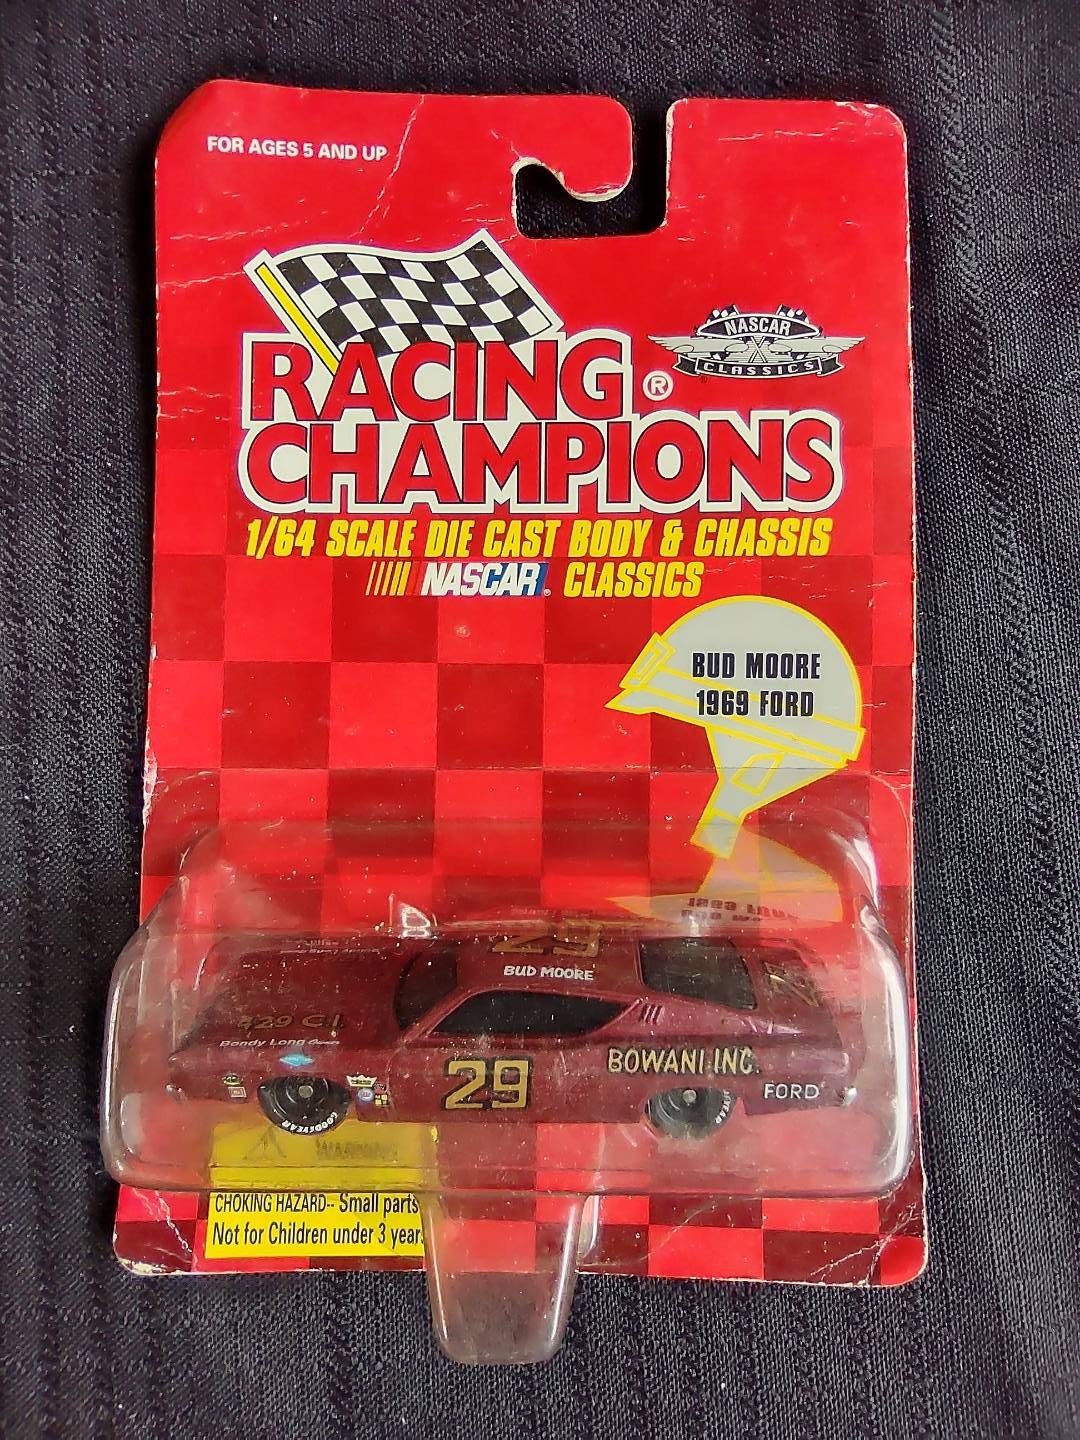 FOR AGES 5 AND UP
NASCAR
CLASSICS
RACING ®
CHAMPIONS
1/64 SCALE DIE CAST BODY & CHASSIS
NASCAR® CLASSICS
BUD MOORE
1969 FORD
29
BUD MOORE
Bondy Long
29
BOWANI INC.
FORD
GOODYEAR
WARNING
CHOKING HAZARD-- Small parts
Not for Children under 3 years